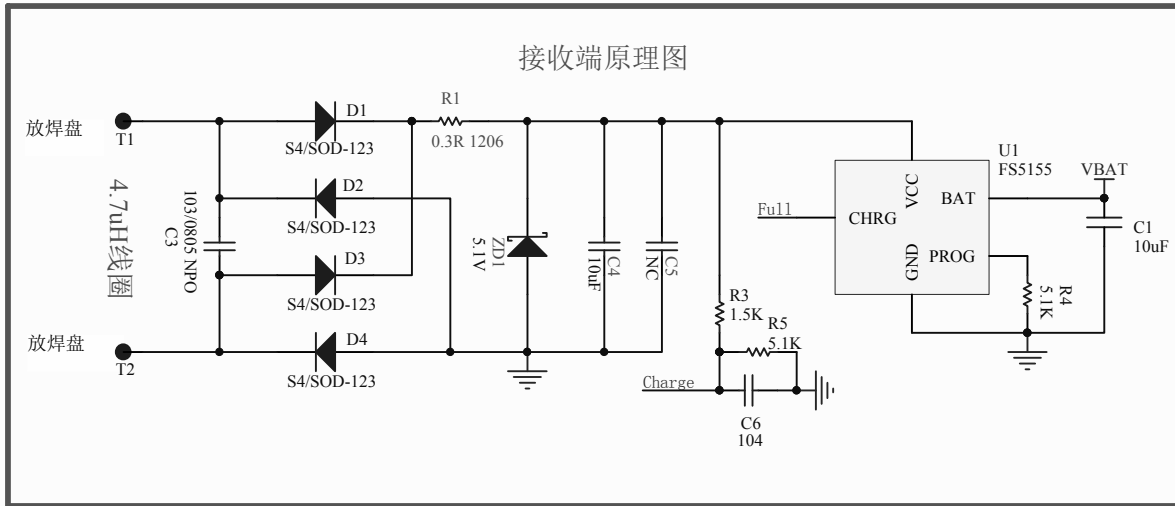 接收端原理图
放焊盘
T1
D1
S4/SOD-123
R1
0.3R 1206
D2
S4/SOD-123
4.7uH线圈
103/0805 NPO
C3
D3
S4/SOD-123
放焊盘
T2
D4
S4/SOD-123
ZD1
5.1V
C4
10uF
C5
NC
R3
1.5K
R5
5.1K
Charge
C6
104
U1
FS5155
VCC
BAT
CHRG
GND
PROG
Full
VBAT
C1
10uF
R4
5.1K